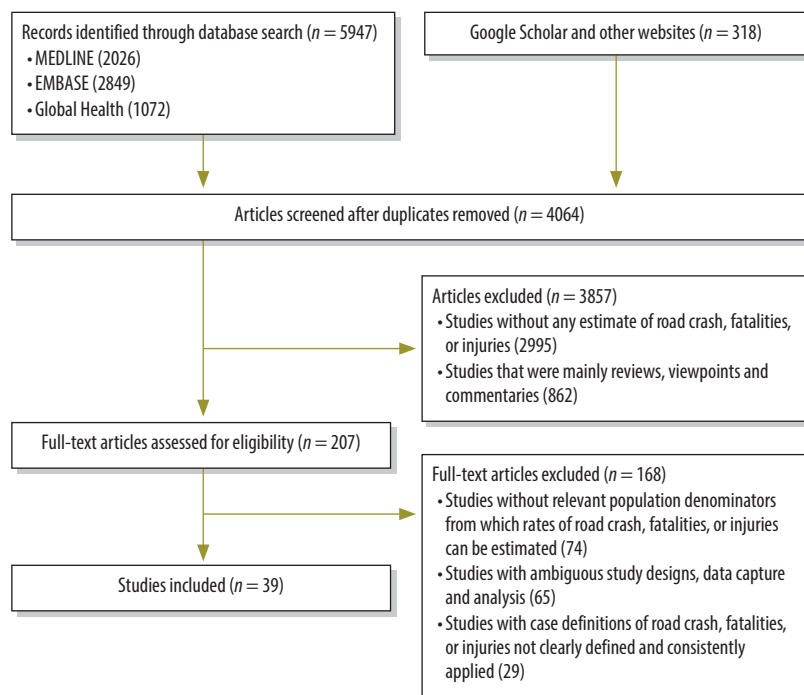 Records identified through database search (n = 5947)
• MEDLINE (2026)
• EMBASE (2849)
• Global Health (1072)
Google Scholar and other websites (n = 318)
Articles screened after duplicates removed (n = 4064)
Articles excluded (n = 3857)
• Studies without any estimate of road crash, fatalities,
or injuries (2995)
• Studies that were mainly reviews, viewpoints and
commentaries (862)
Full-text articles assessed for eligibility (n = 207)
Full-text articles excluded (n = 168)
• Studies without relevant population denominators
from which rates of road crash, fatalities, or injuries
can be estimated (74)
• Studies with ambiguous study designs, data capture
and analysis (65)
• Studies with case definitions of road crash, fatalities,
or injuries not clearly defined and consistently
applied (29)
Studies included (n = 39)